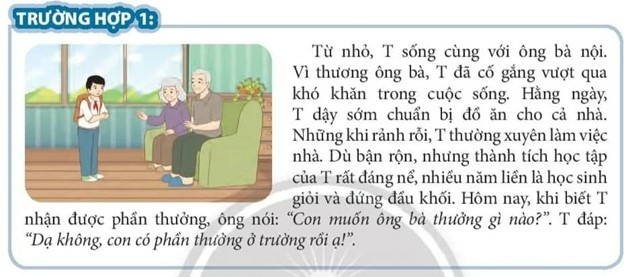 TRƯỜNG HỢP 1:
Từ nhỏ, T sống cùng với ông bà nội.
Vì thương ông bà, T đã cố gắng vượt qua
khó khăn trong cuộc sống. Hằng ngày,
T dậy sớm chuẩn bị đồ ăn cho cả nhà.
Những khi rảnh rỗi, T thường xuyên làm việc
nhà. Dù bận rộn, nhưng thành tích học tập
của T rất đáng nể, nhiều năm liền là học sinh
giỏi và đứng đầu khối. Hôm nay, khi biết T
nhận được phần thưởng, ông nói: “Con muốn ông bà thưởng gì nào?”. T đáp:
“Dạ không, con có phần thưởng ở trường rồi ạ!”.